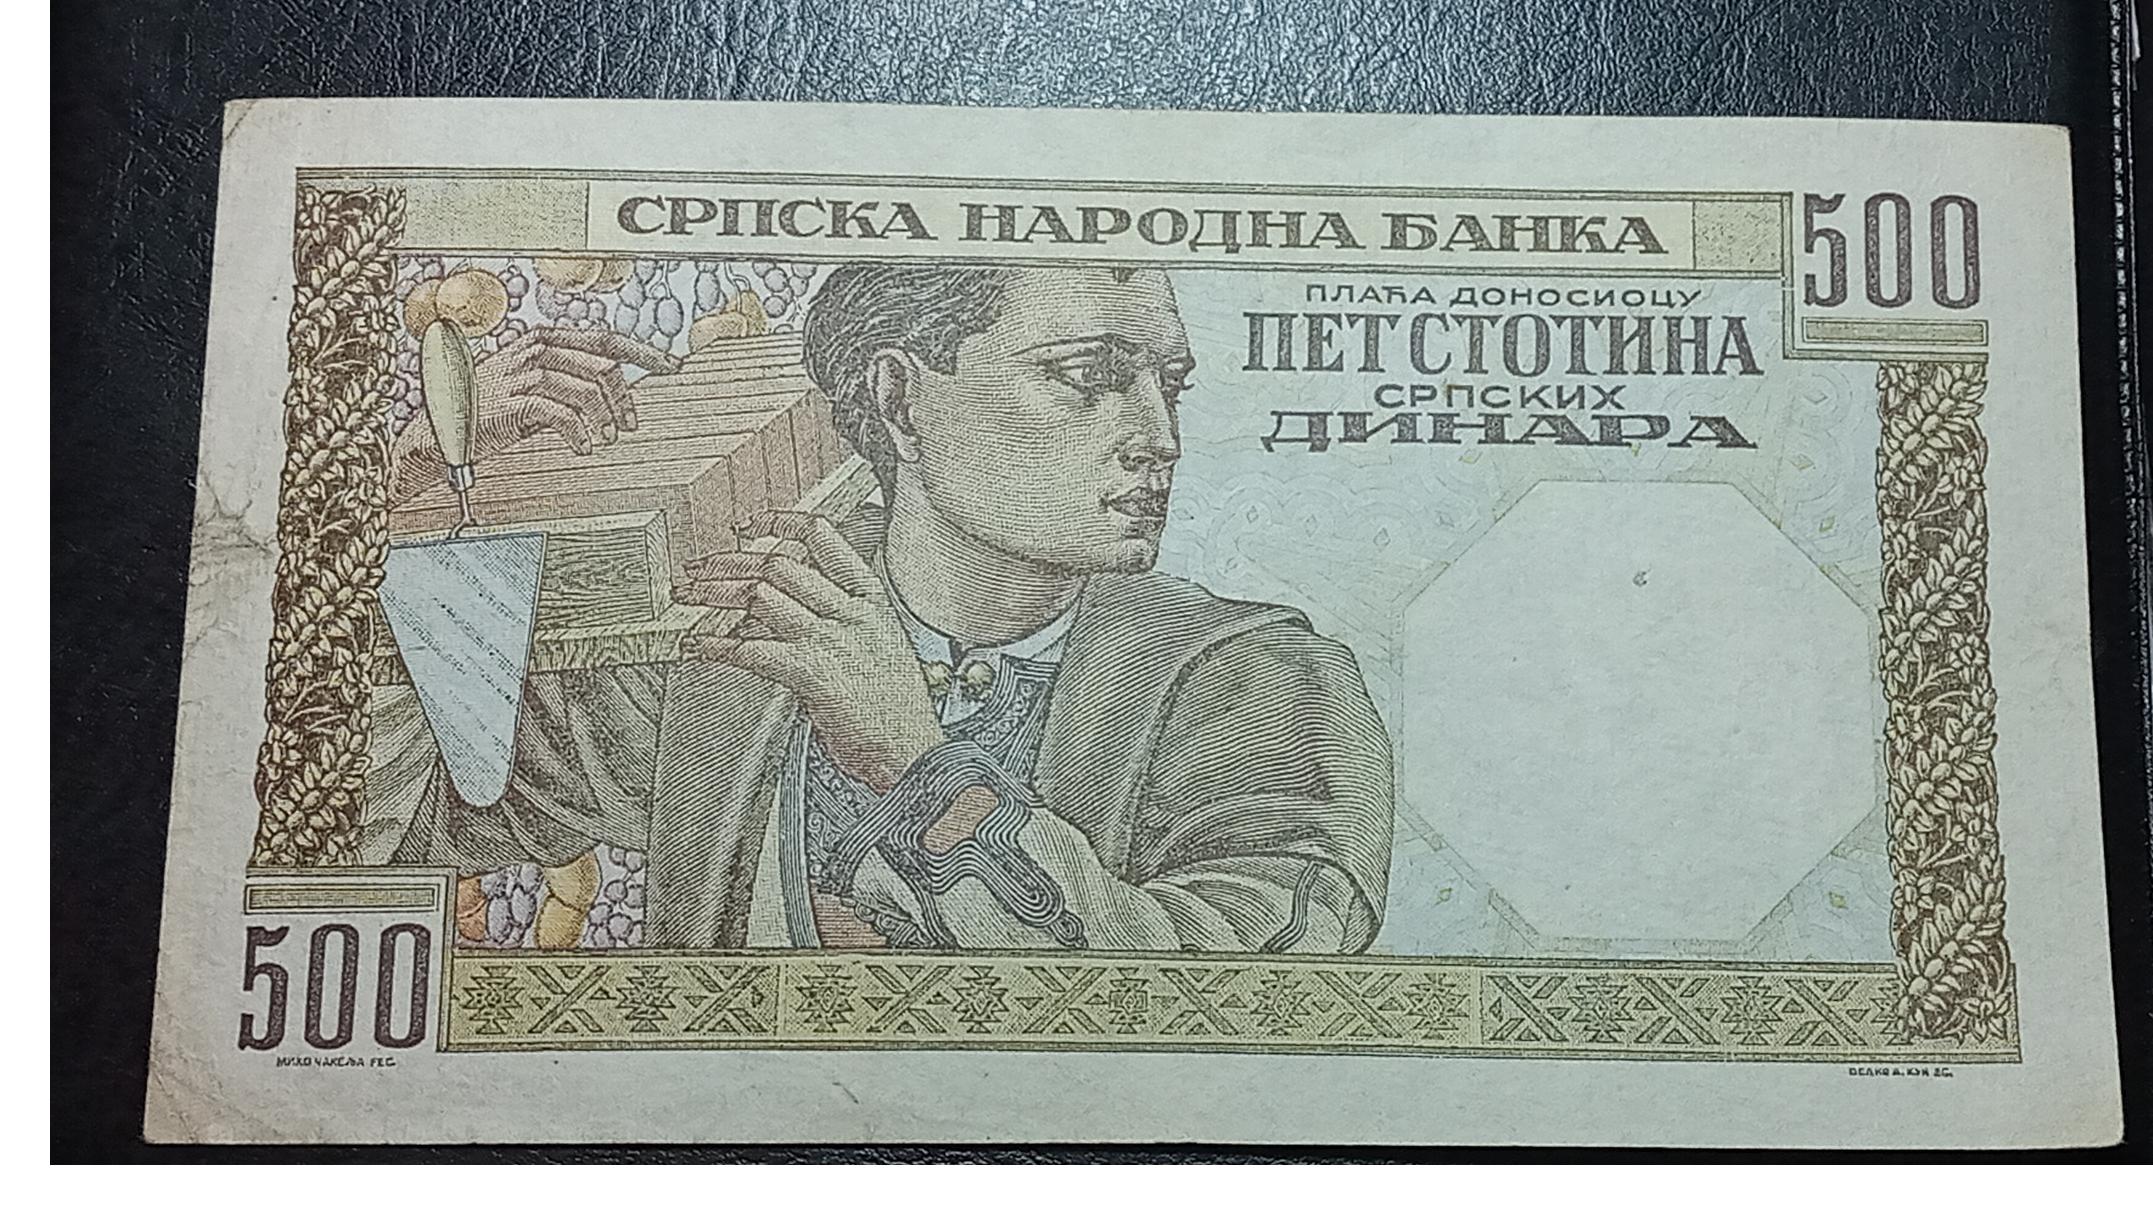 СРПСКА НАРОДНА БАНКА
500
ПЛАЋА ДОНОСИОЦУ
ПЕТСТОТИНА
СРПСКИХ
ДИНАРА
500